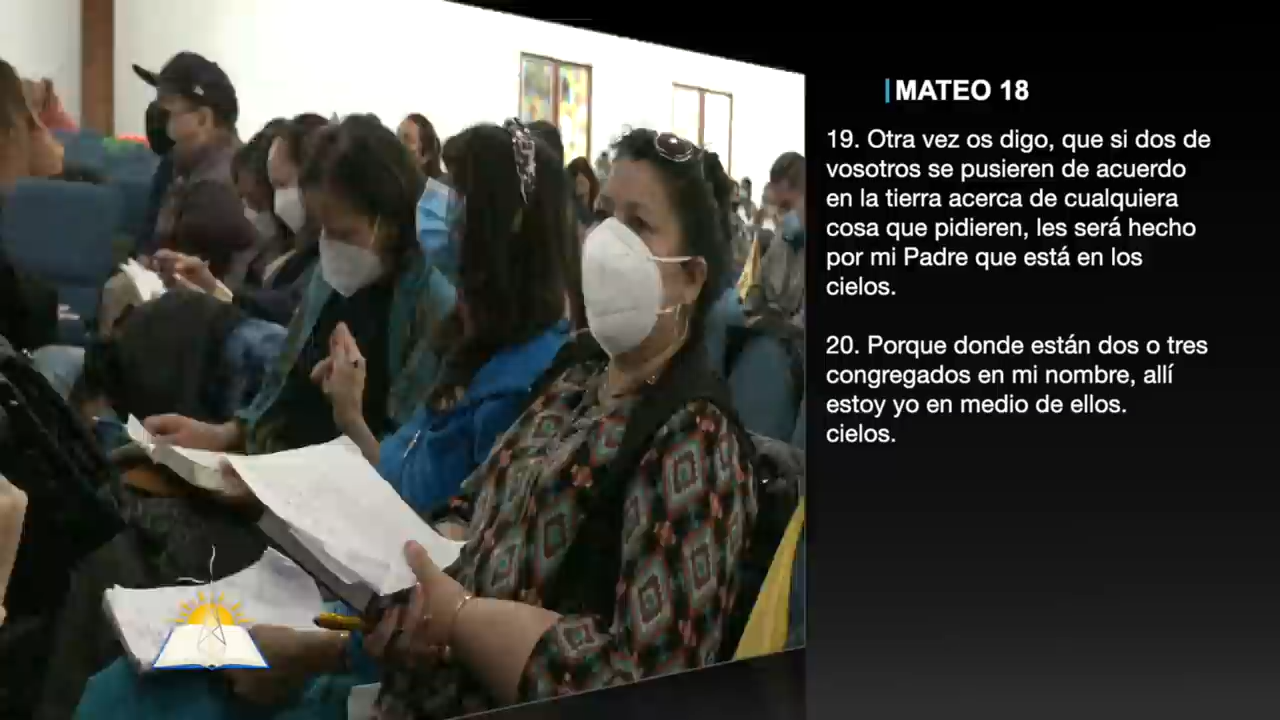 MATEO 18
19. Otra vez os digo, que si dos de
vosotros se pusieren de acuerdo
en la tierra acerca de cualquiera
cosa que pidieren, les será hecho
por mi Padre que está en los
cielos.
20. Porque donde están dos o tres
congregados en mi nombre, allí
estoy yo en medio de ellos.
cielos.